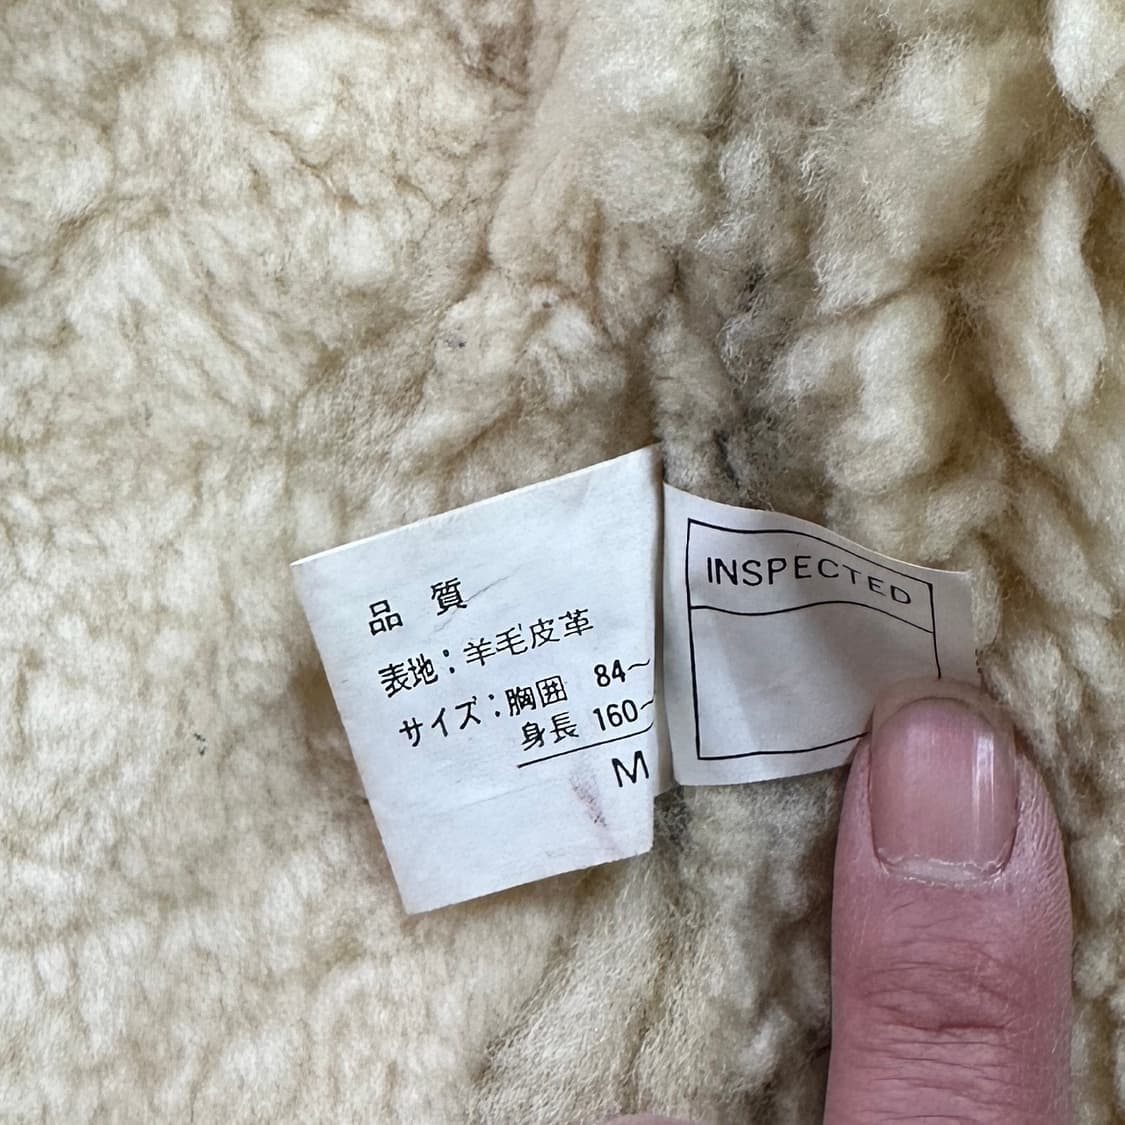 品 質
表地：羊毛皮革
サイズ：胸囲 84～
身長 160～
M
INSPECTED